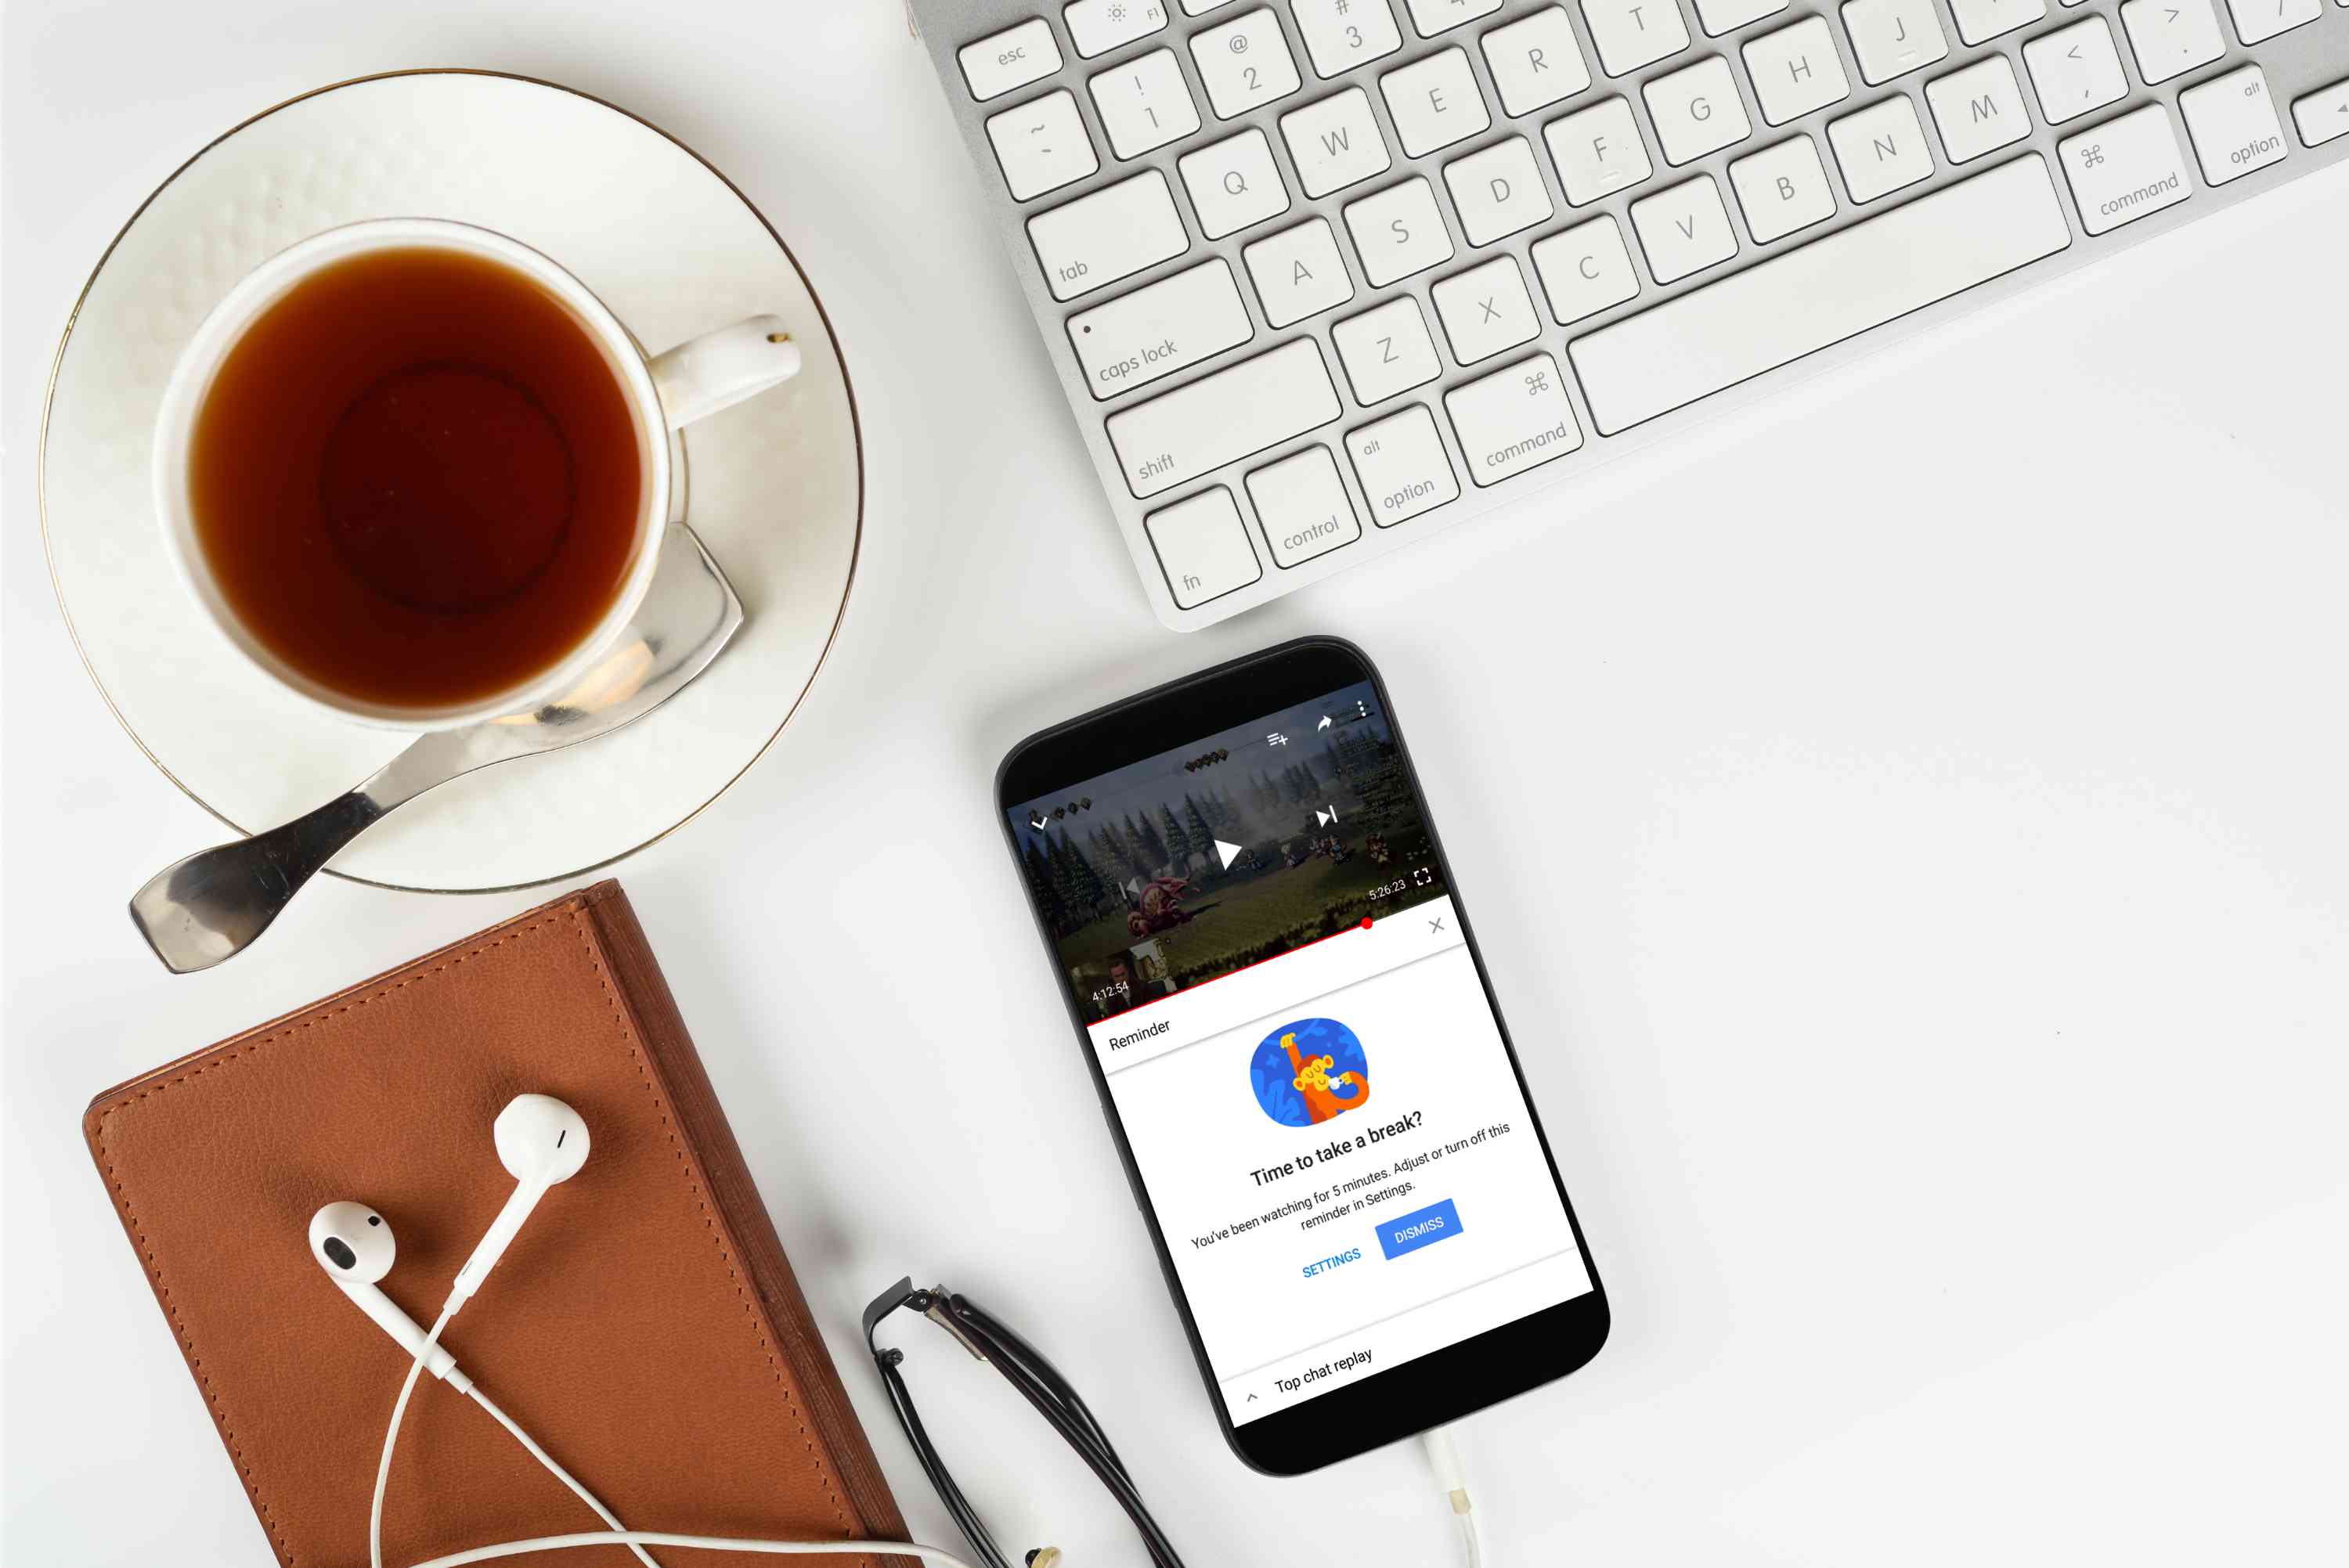 esc
F1
@
2
#
3
!
1
~
Q
W
E
R
T
tab
A
S
D
F
G
H
J
caps lock
Z
X
C
V
B
N
M
<
,
>
.
/
shift
fn
control
alt
option
⌘
command
⌘
command
alt
option
5:26:23
4:12:54
Reminder
Time to take a break?
You've been watching for 5 minutes. Adjust or turn off this
reminder in Settings.
SETTINGS
DISMISS
Top chat replay